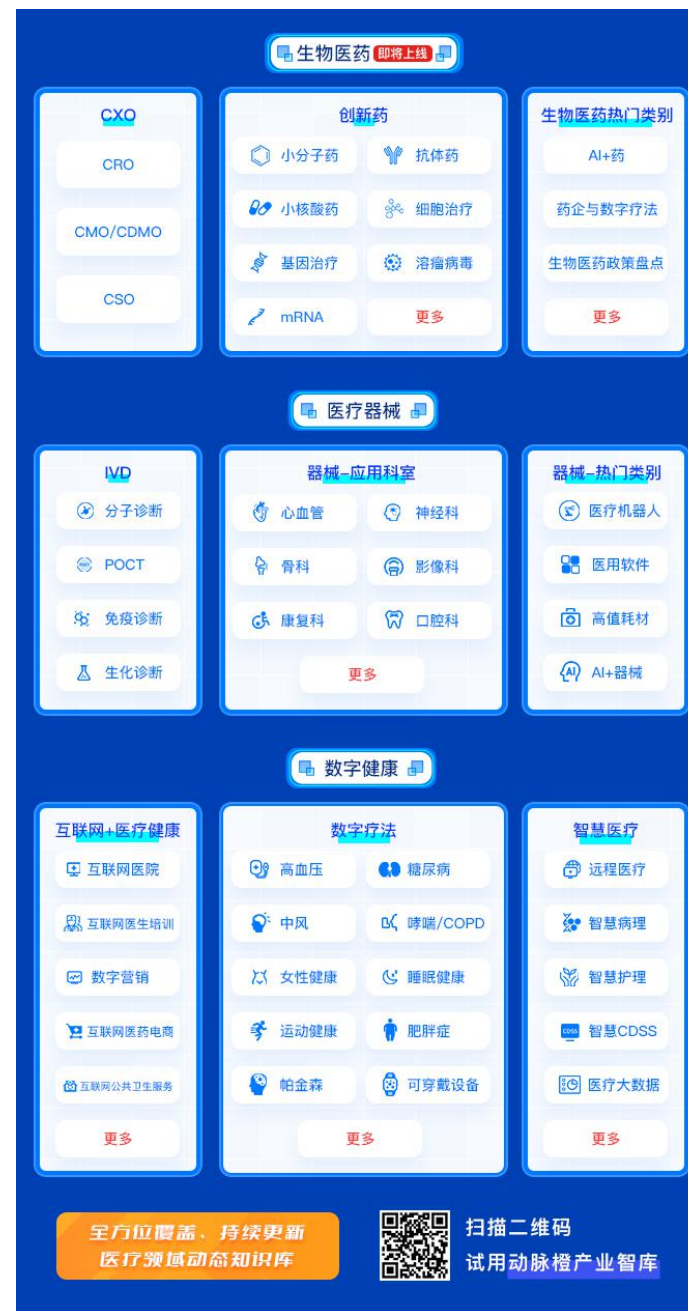 生物医药 即将上线
CXO
CRO
CMO/CDMO
CSO
创新药
小分子药 抗体药
小核酸药 细胞治疗
基因治疗 溶瘤病毒
mRNA 更多
生物医药热门类别
AI+药
药企与数字疗法
生物医药政策盘点
更多
医疗器械
IVD
分子诊断
POCT
免疫诊断
生化诊断
器械-应用科室
心血管 神经科
骨科 影像科
康复科 口腔科
更多
器械-热门类别
医疗机器人
医用软件
高值耗材
AI AI+器械
数字健康
互联网+医疗健康
互联网医院
互联网医生培训
数字营销
互联网医药电商
互联网公共卫生服务
更多
数字疗法
高血压 糖尿病
中风 哮喘/COPD
女性健康 睡眠健康
运动健康 肥胖症
帕金森 可穿戴设备
更多
智慧医疗
远程医疗
智慧病理
智慧护理
CDSS 智慧CDSS
医疗大数据
更多
全方位覆盖、持续更新
医疗领域动态知识库
扫描二维码
试用动脉橙产业智库